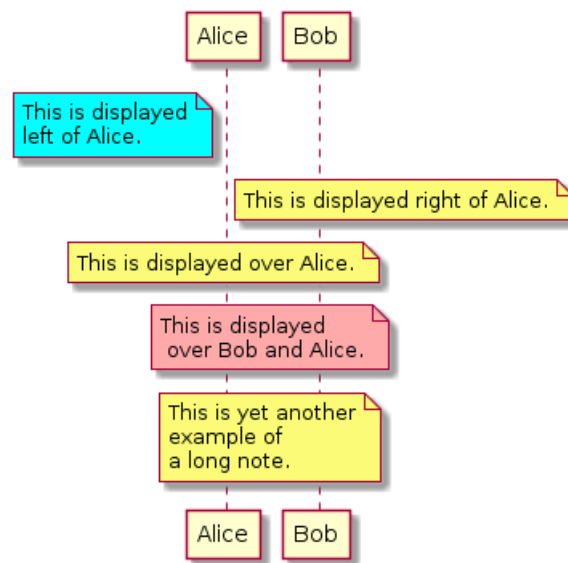 Alice Bob
This is displayed
left of Alice.
This is displayed right of Alice.
This is displayed over Alice.
This is displayed
over Bob and Alice.
This is yet another
example of
a long note.
Alice Bob